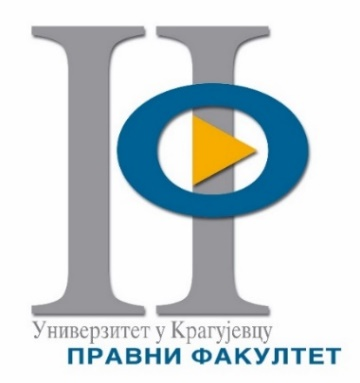 Универзитет у Крагујевцу
ПРАВНИ ФАКУЛТЕТ